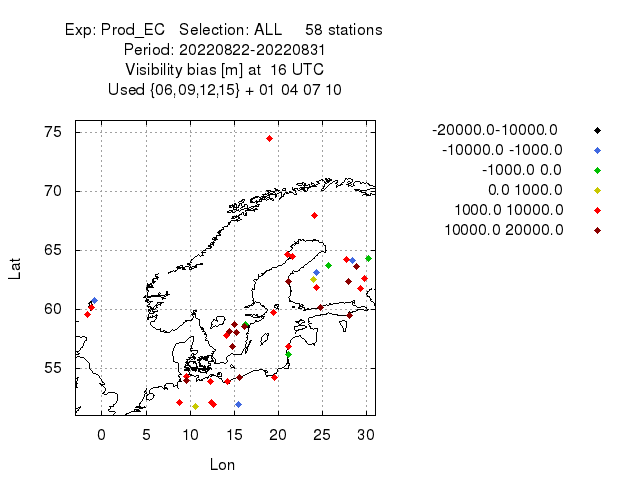 Exp: Prod_EC Selection: ALL 58 stations
Period: 20220822-20220831
Visibility bias [m] at 16 UTC
Used {06,09,12,15} + 01 04 07 10
-20000.0-10000.0
-10000.0 -1000.0
-1000.0 0.0
0.0 1000.0
1000.0 10000.0
10000.0 20000.0
75
70
65
60
55
Lat
0 5 10 15 20 25 30
Lon